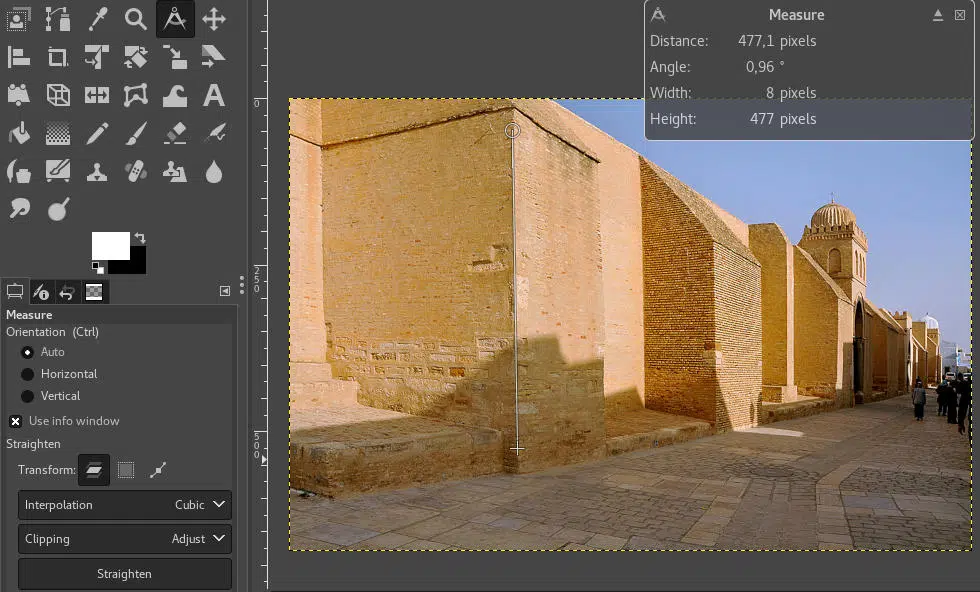 Measure
Distance: 477,1 pixels
Angle: 0,96 °
Width: 8 pixels
Height: 477 pixels
0
250
500
Measure
Orientation (Ctrl)
Auto
Horizontal
Vertical
Use info window
Straighten
Transform:
Interpolation Cubic
Clipping Adjust
Straighten